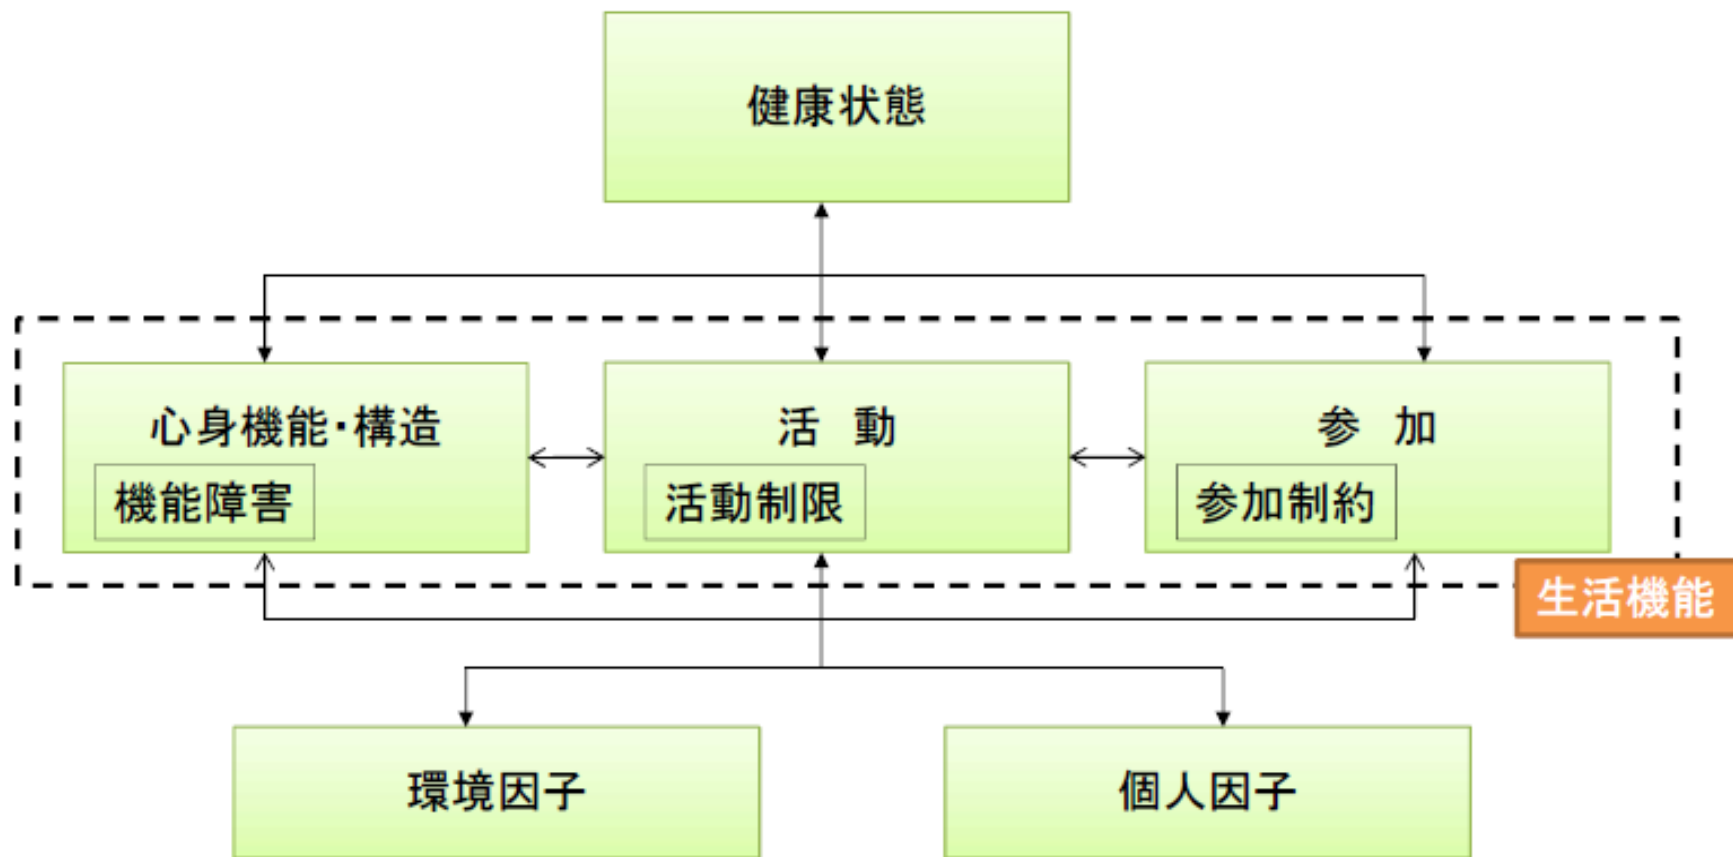 健康状態
心身機能・構造
機能障害
活　動
活動制限
参　加
参加制約
生活機能
環境因子
個人因子